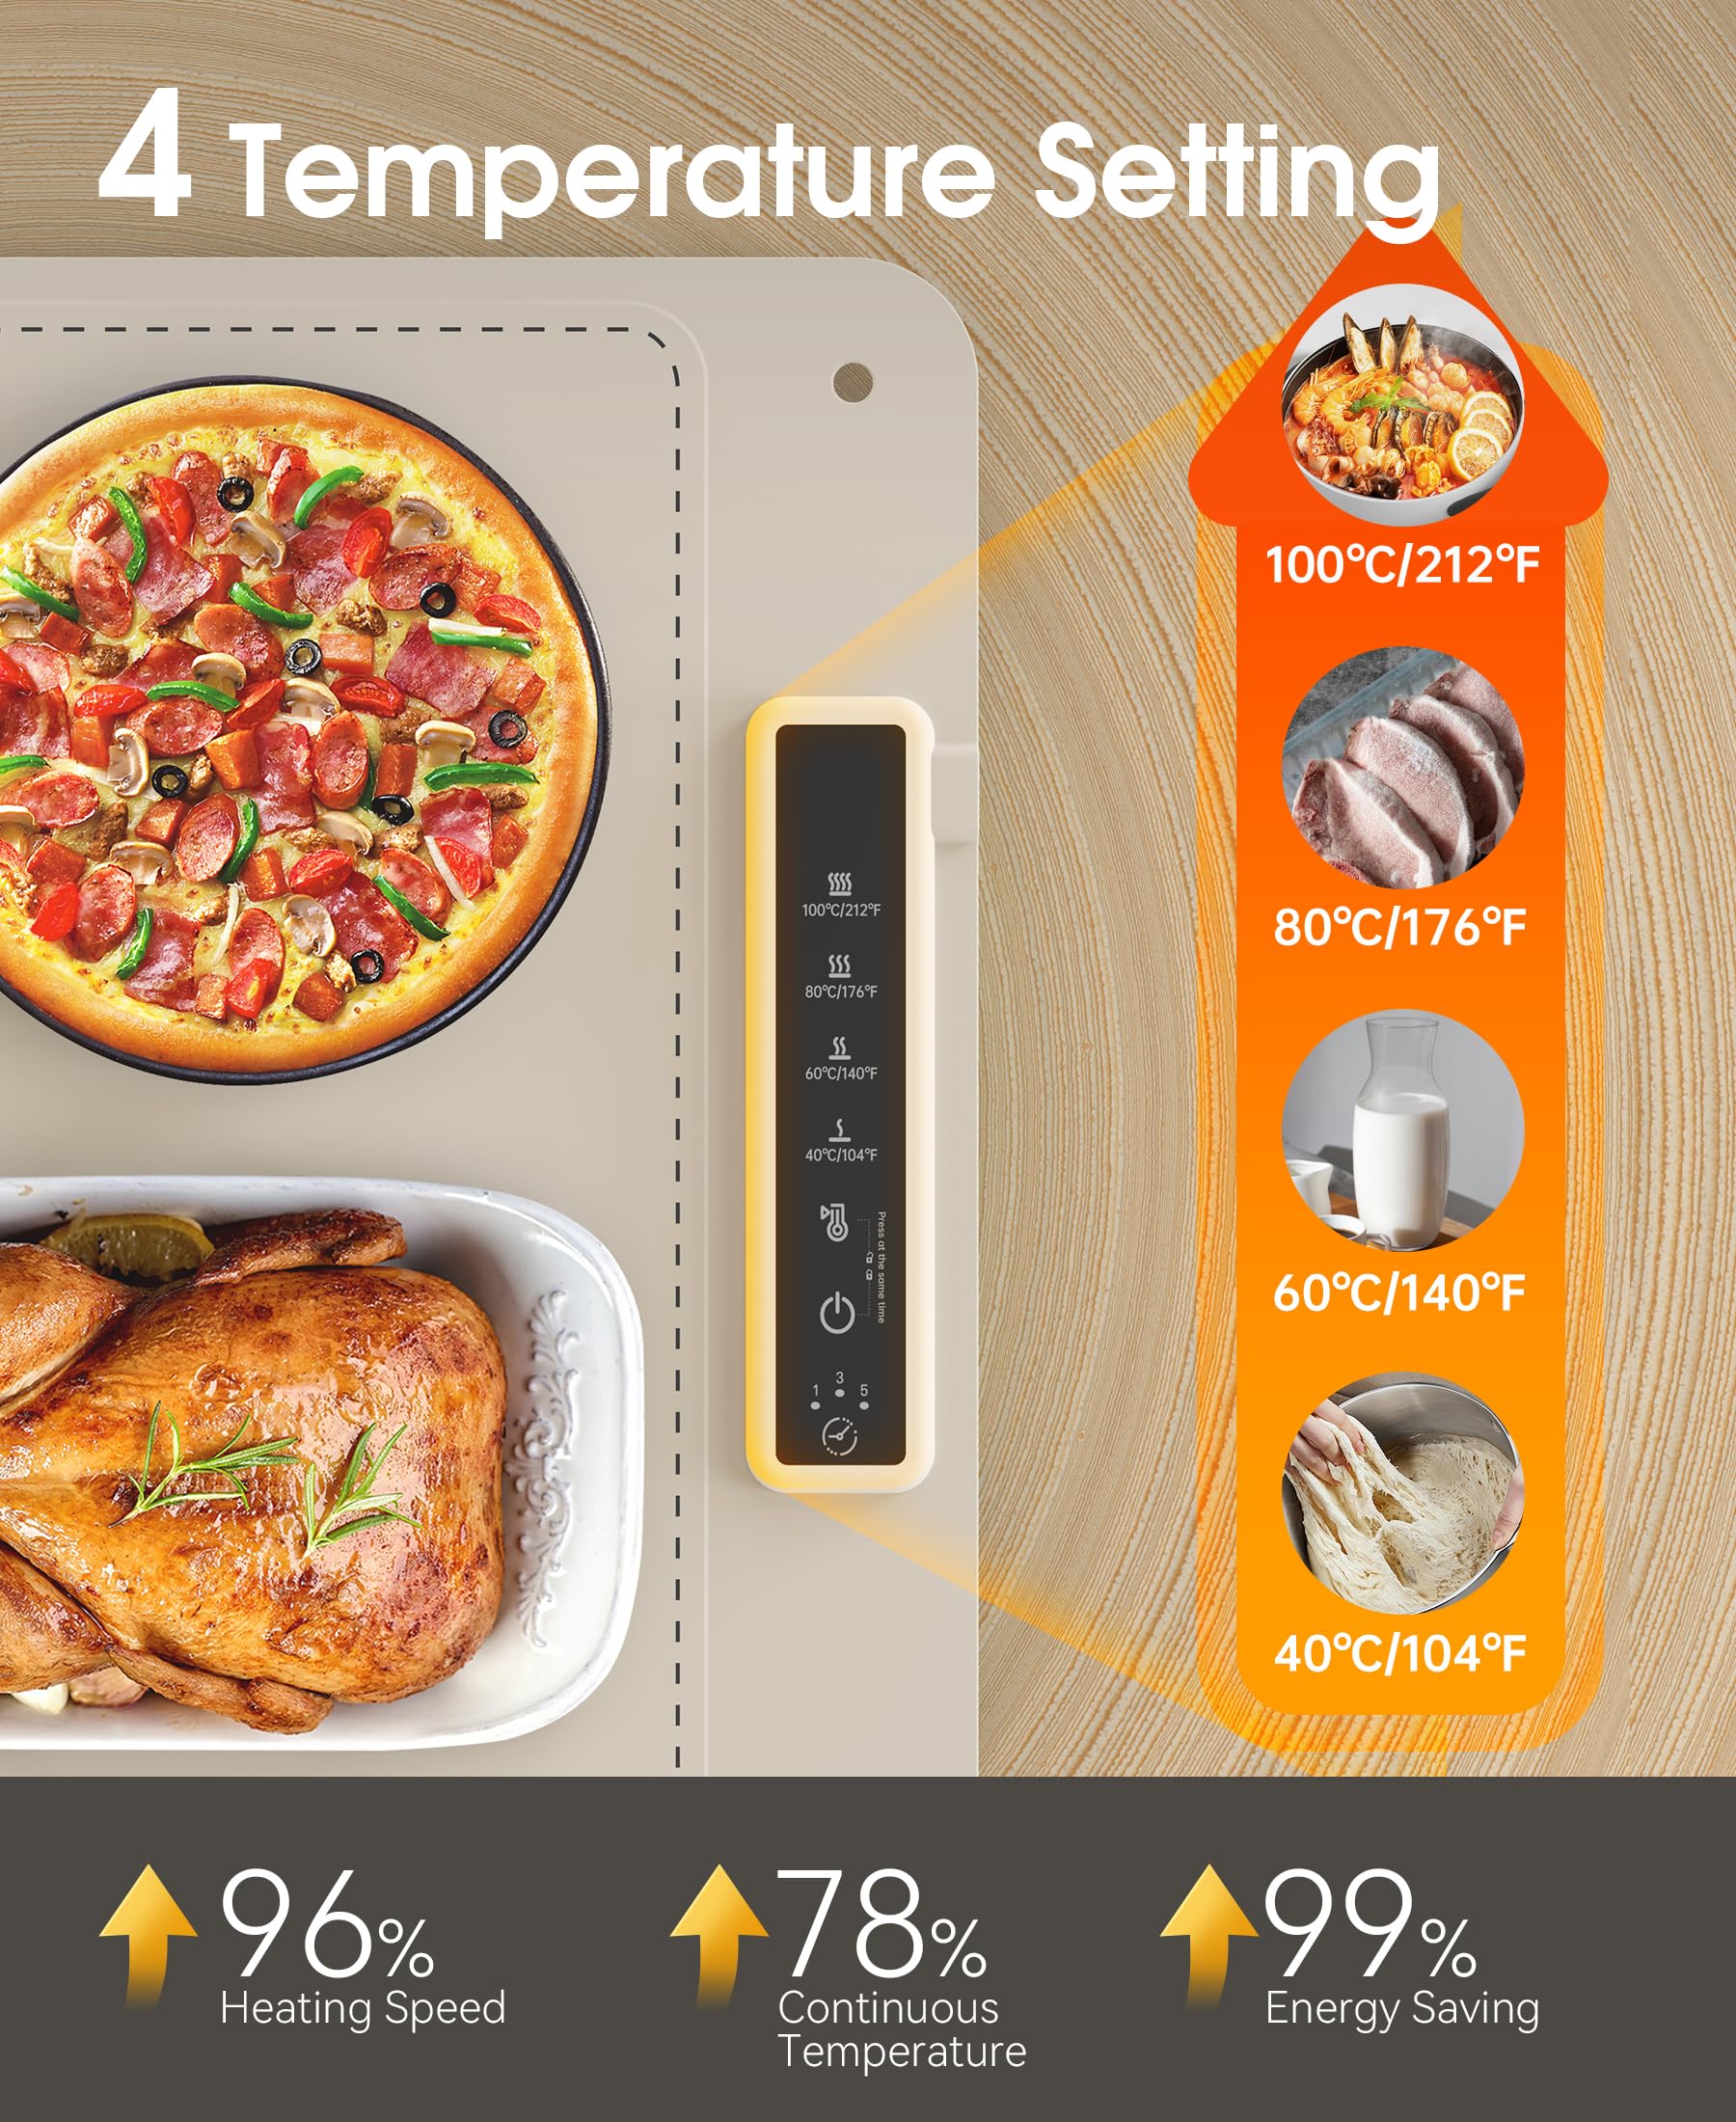 4 Temperature Setting
100℃/212℉
80℃/176℉
60℃/140℉
40℃/104℉
100℃/212℉
80℃/176℉
60℃/140℉
40℃/104℉
Press at the same time
1 3 5
96%
Heating Speed
78%
Continuous
Temperature
99%
Energy Saving